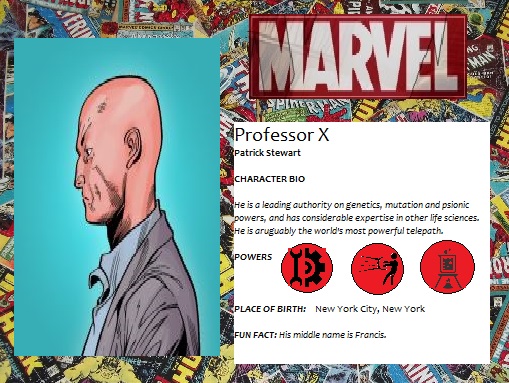 MARVEL
Professor X
Patrick Stewart
CHARACTER BIO
He is a leading authority on genetics, mutation and psionic
powers, and has considerable expertise in other life sciences.
He is aruguably the world's most powerful telepath.
POWERS
PLACE OF BIRTH: New York City, New York
FUN FACT: His middle name is Francis.